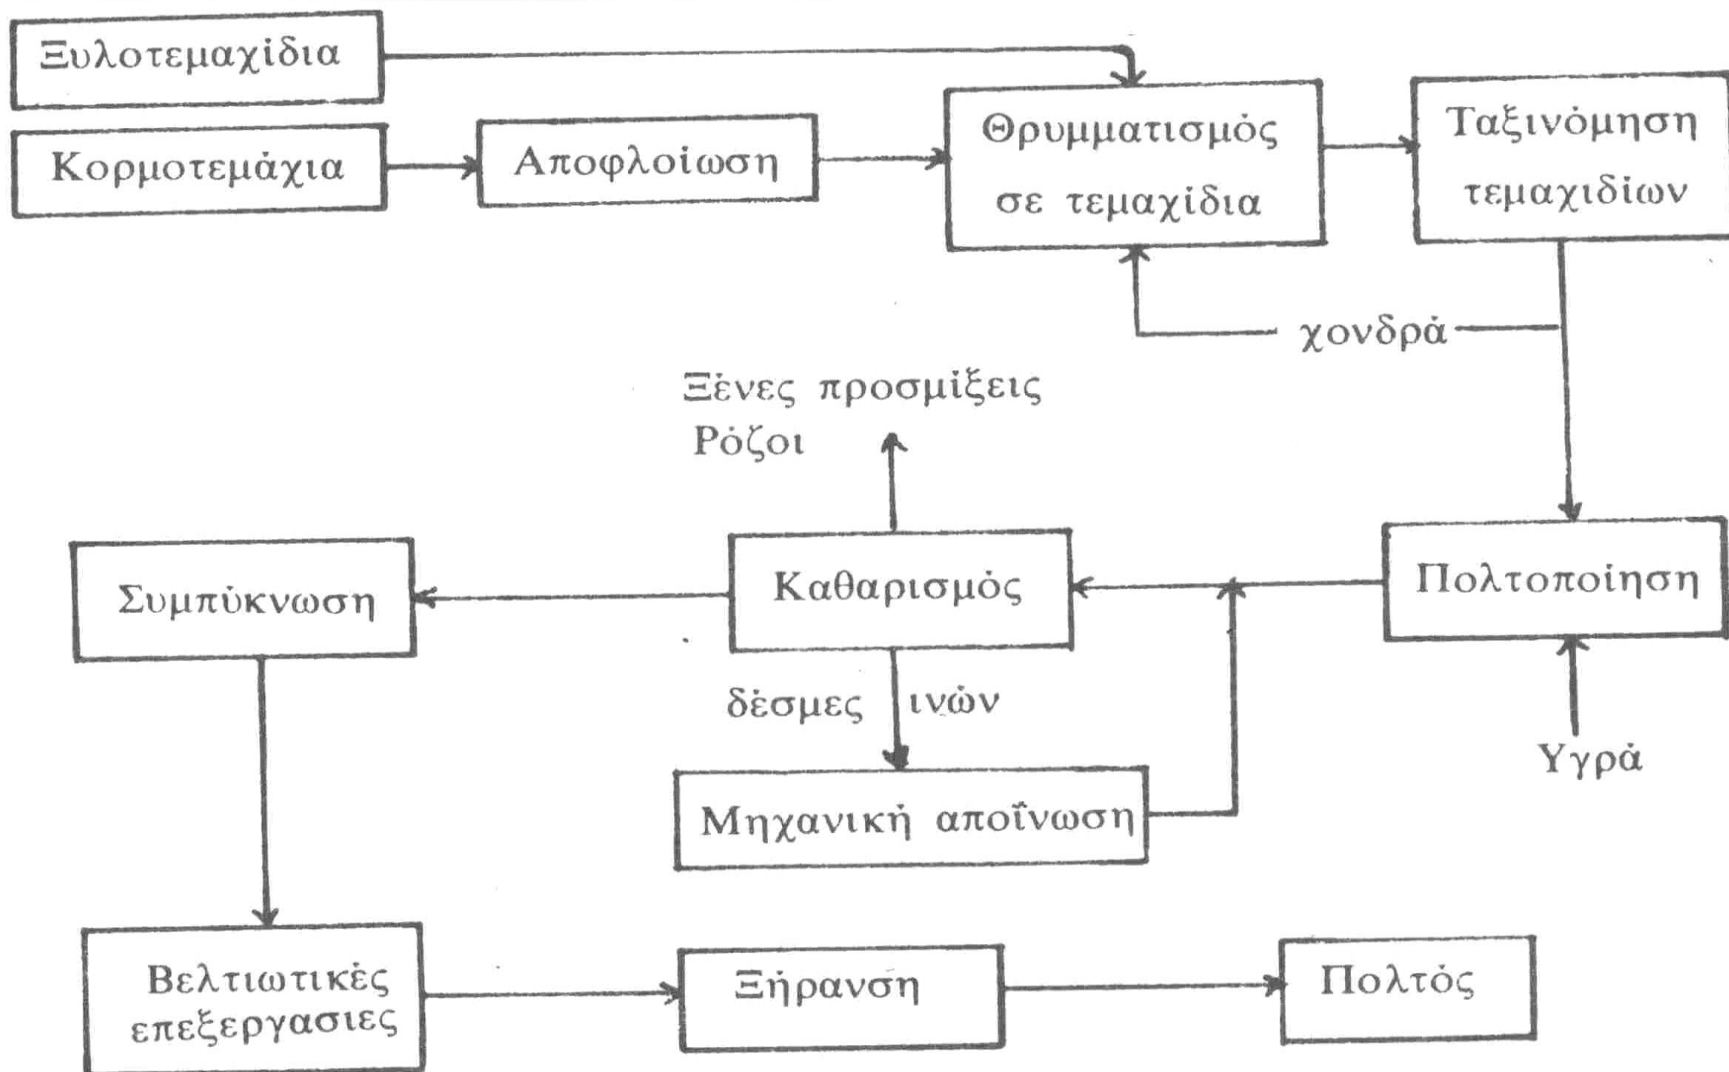 Ξυλοτεμαχίδια
Κορμοτεμάχια
Αποφλοίωση
Θρυμματισμός
σε τεμαχίδια
Ταξινόμηση
τεμαχιδίων
χονδρά
Ξένες προσμίξεις
Ρόζοι
Συμπύκνωση
Καθαρισμός
Πολτοποίηση
δέσμες ινών
Υγρά
Μηχανική αποΐνωση
Βελτιωτικές
επεξεργασιες
Ξήρανση
Πολτός